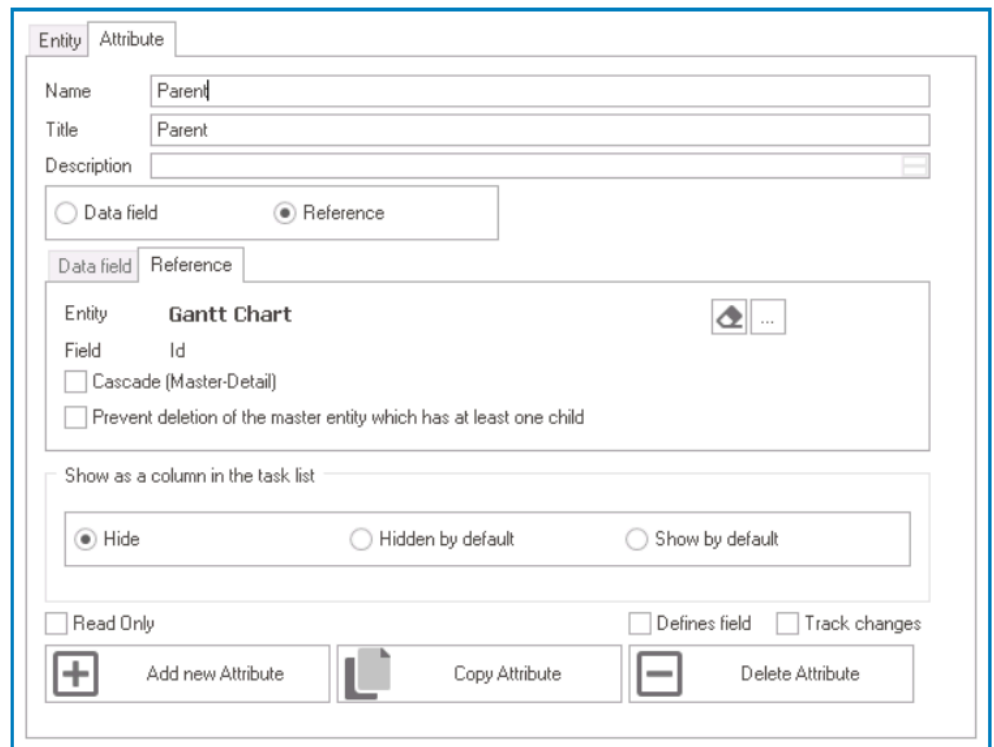 Entity Attribute
Name Parent
Title Parent
Description
Data field Reference
Data field Reference
Entity Gantt Chart ...
Field Id
Cascade (Master-Detail)
Prevent deletion of the master entity which has at least one child
Show as a column in the task list
Hide Hidden by default Show by default
Read Only Defines field Track changes
Add new Attribute Copy Attribute Delete Attribute